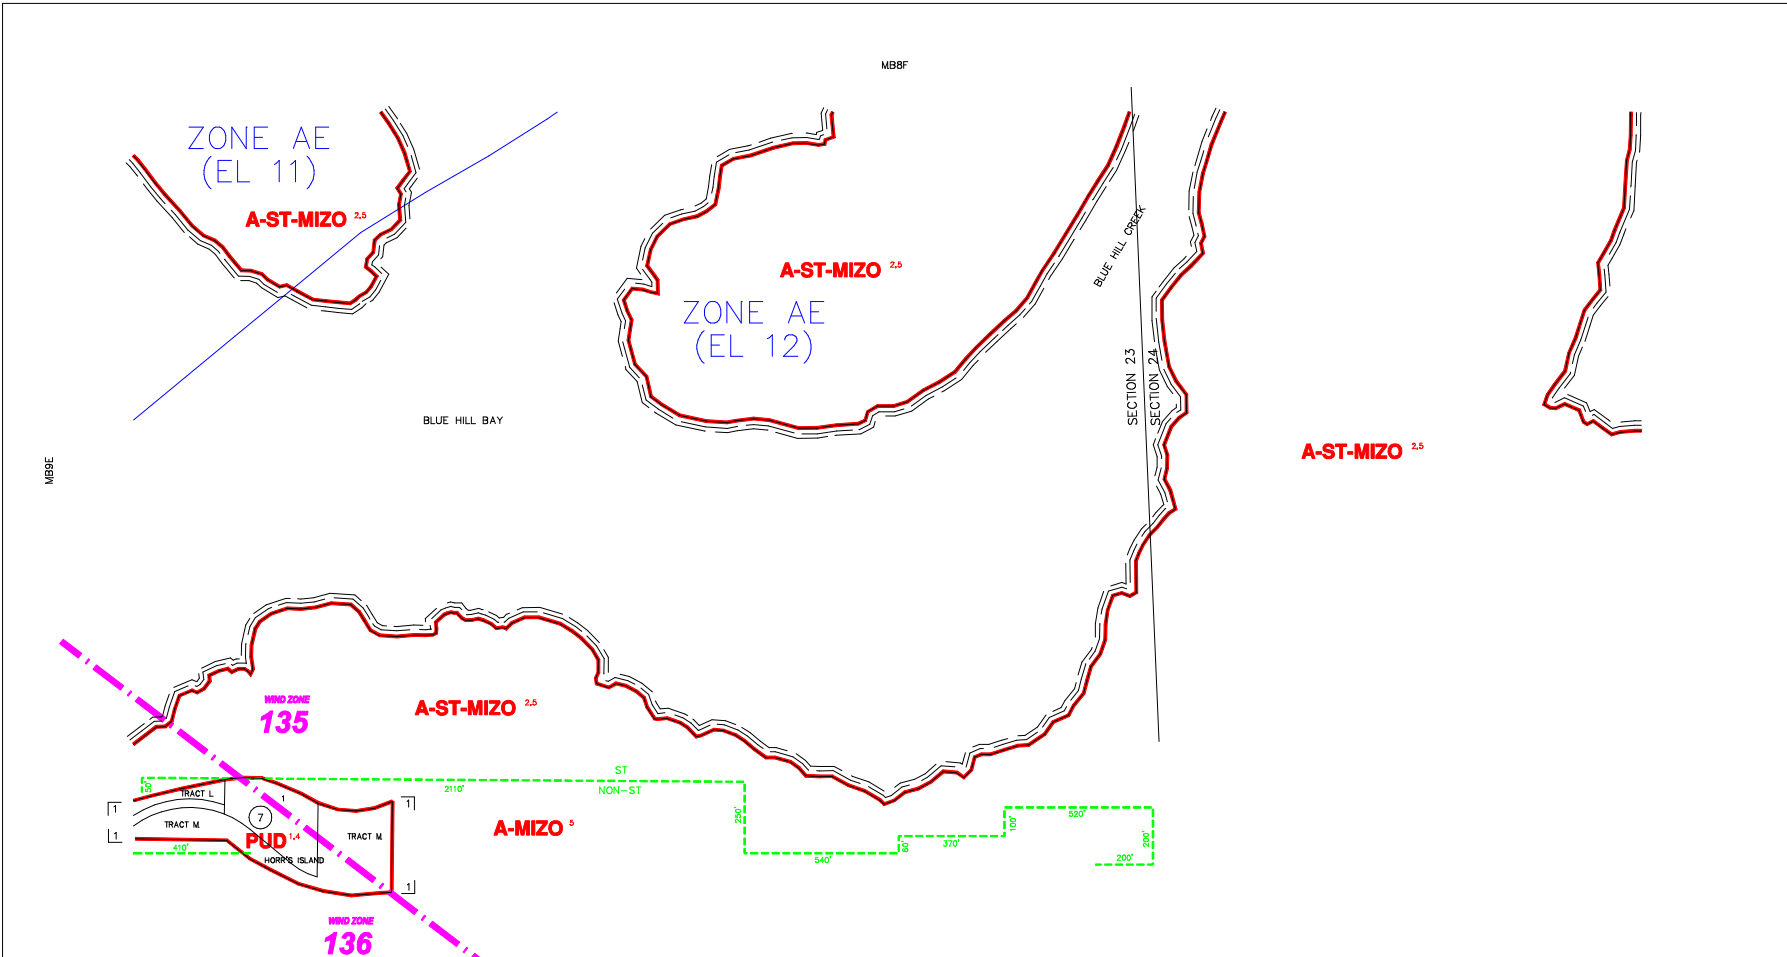 MB8F
ZONE AE
(EL 11)
A-ST-MIZO 2,5
A-ST-MIZO 2,5
ZONE AE
(EL 12)
BLUE HILL CREEK
SECTION 23
SECTION 24
BLUE HILL BAY
A-ST-MIZO 2,5
MB9E
WIND ZONE
135
A-ST-MIZO 2,5
ST
NON-ST
50'
2110'
250'
TRACT L
1
1
1
7
TRACT M
TRACT M
1
PUD 1,4
A-MIZO 5
410'
HORR'S ISLAND
1
540'
60'
370'
100'
520'
200'
200'
WIND ZONE
136